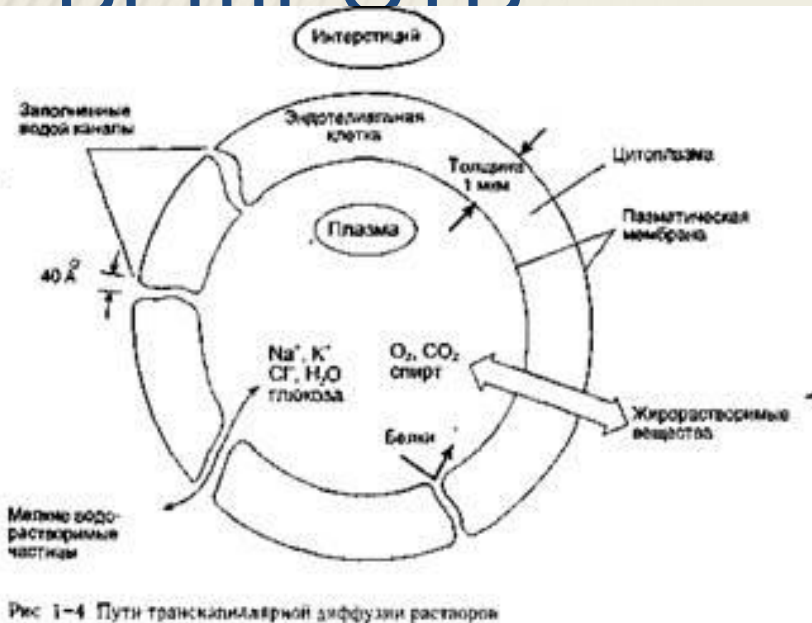 Интерстиций
Заполненные
водой каналы
Эндотелиальная
клетка
Толщина
1 мкм
Цитоплазма
Плазматическая
мембрана
Плазма
40 Å
Na⁺, K⁺
Cl⁻, H₂O
глюкоза
O₂, CO₂
спирт
Белки
Жирорастворимые
вещества
Мелкие водо-
растворимые
частицы
Рис 1-4 Пути транскапиллярной диффузии растворов